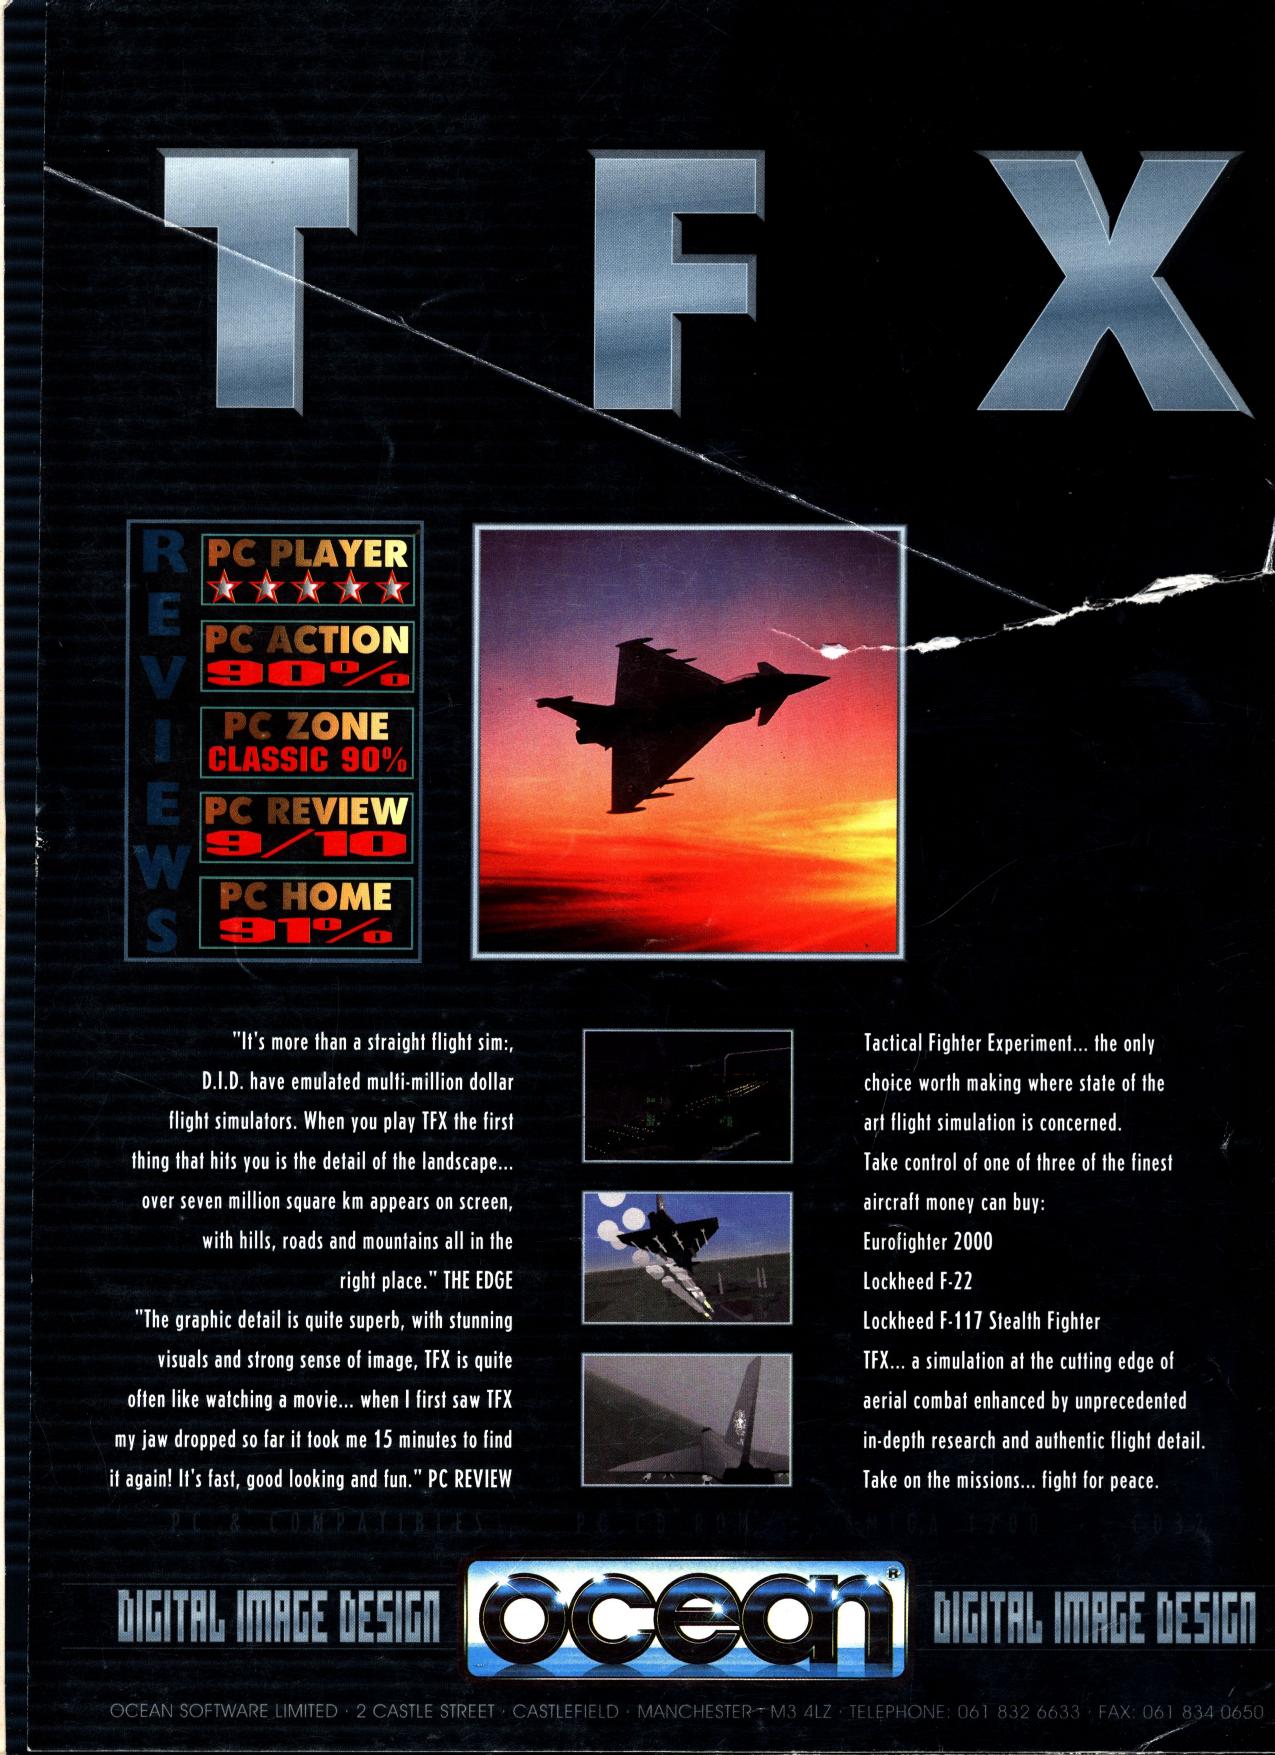 T F X
REVIEWS
PC PLAYER
PC ACTION
90%
PC ZONE
CLASSIC 90%
PC REVIEW
9/10
PC HOME
91%
"It's more than a straight flight sim:,
D.I.D. have emulated multi-million dollar
flight simulators. When you play TFX the first
thing that hits you is the detail of the landscape...
over seven million square km appears on screen,
with hills, roads and mountains all in the
right place." THE EDGE
"The graphic detail is quite superb, with stunning
visuals and strong sense of image, TFX is quite
often like watching a movie... when I first saw TFX
my jaw dropped so far it took me 15 minutes to find
it again! It's fast, good looking and fun." PC REVIEW
Tactical Fighter Experiment... the only
choice worth making where state of the
art flight simulation is concerned.
Take control of one of three of the finest
aircraft money can buy:
Eurofighter 2000
Lockheed F-22
Lockheed F-117 Stealth Fighter
TFX... a simulation at the cutting edge of
aerial combat enhanced by unprecedented
in-depth research and authentic flight detail.
Take on the missions... fight for peace.
PC & COMPATIBLES PC CD ROM AMIGA 1200 CD32
DIGITAL IMAGE DESIGN
ocean®
DIGITAL IMAGE DESIGN
OCEAN SOFTWARE LIMITED · 2 CASTLE STREET · CASTLEFIELD · MANCHESTER · M3 4LZ · TELEPHONE: 061 832 6633 · FAX: 061 834 0650